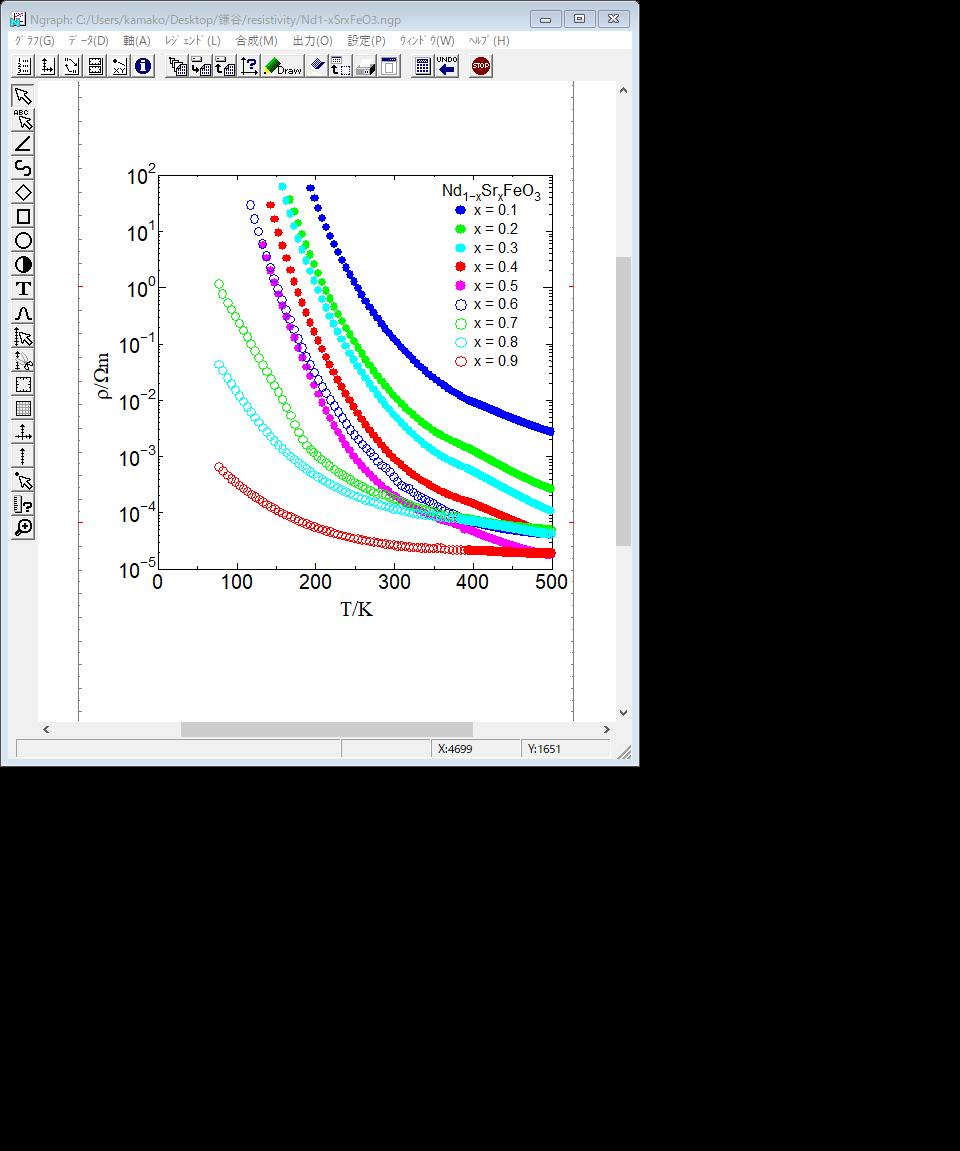 Ngraph: C:/Users/kamako/Desktop/鎌谷/resistivity/Nd1-xSrxFeO3.ngp
グラフ(G) データ(D) 軸(A) レジェンド(L) 合成(M) 出力(O) 設定(P) ウィンドウ(W) ヘルプ(H)
XY Draw UNDO STOP
ABC
T
10²
10¹
10⁰
10⁻¹
10⁻²
10⁻³
10⁻⁴
10⁻⁵
ρ/Ωm
Nd₁₋ₓSrₓFeO₃
x = 0.1
x = 0.2
x = 0.3
x = 0.4
x = 0.5
x = 0.6
x = 0.7
x = 0.8
x = 0.9
0 100 200 300 400 500
T/K
X:4699 Y:1651